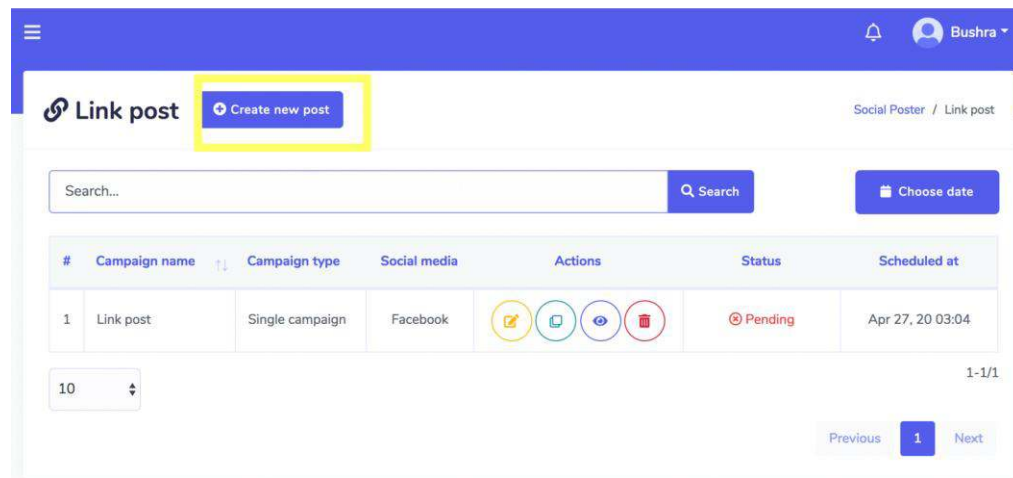 Bushra
Link post
Create new post
Social Poster / Link post
Search...
Search
Choose date
# Campaign name Campaign type Social media Actions Status Scheduled at
1 Link post Single campaign Facebook Pending Apr 27, 20 03:04
10
1-1/1
Previous 1 Next